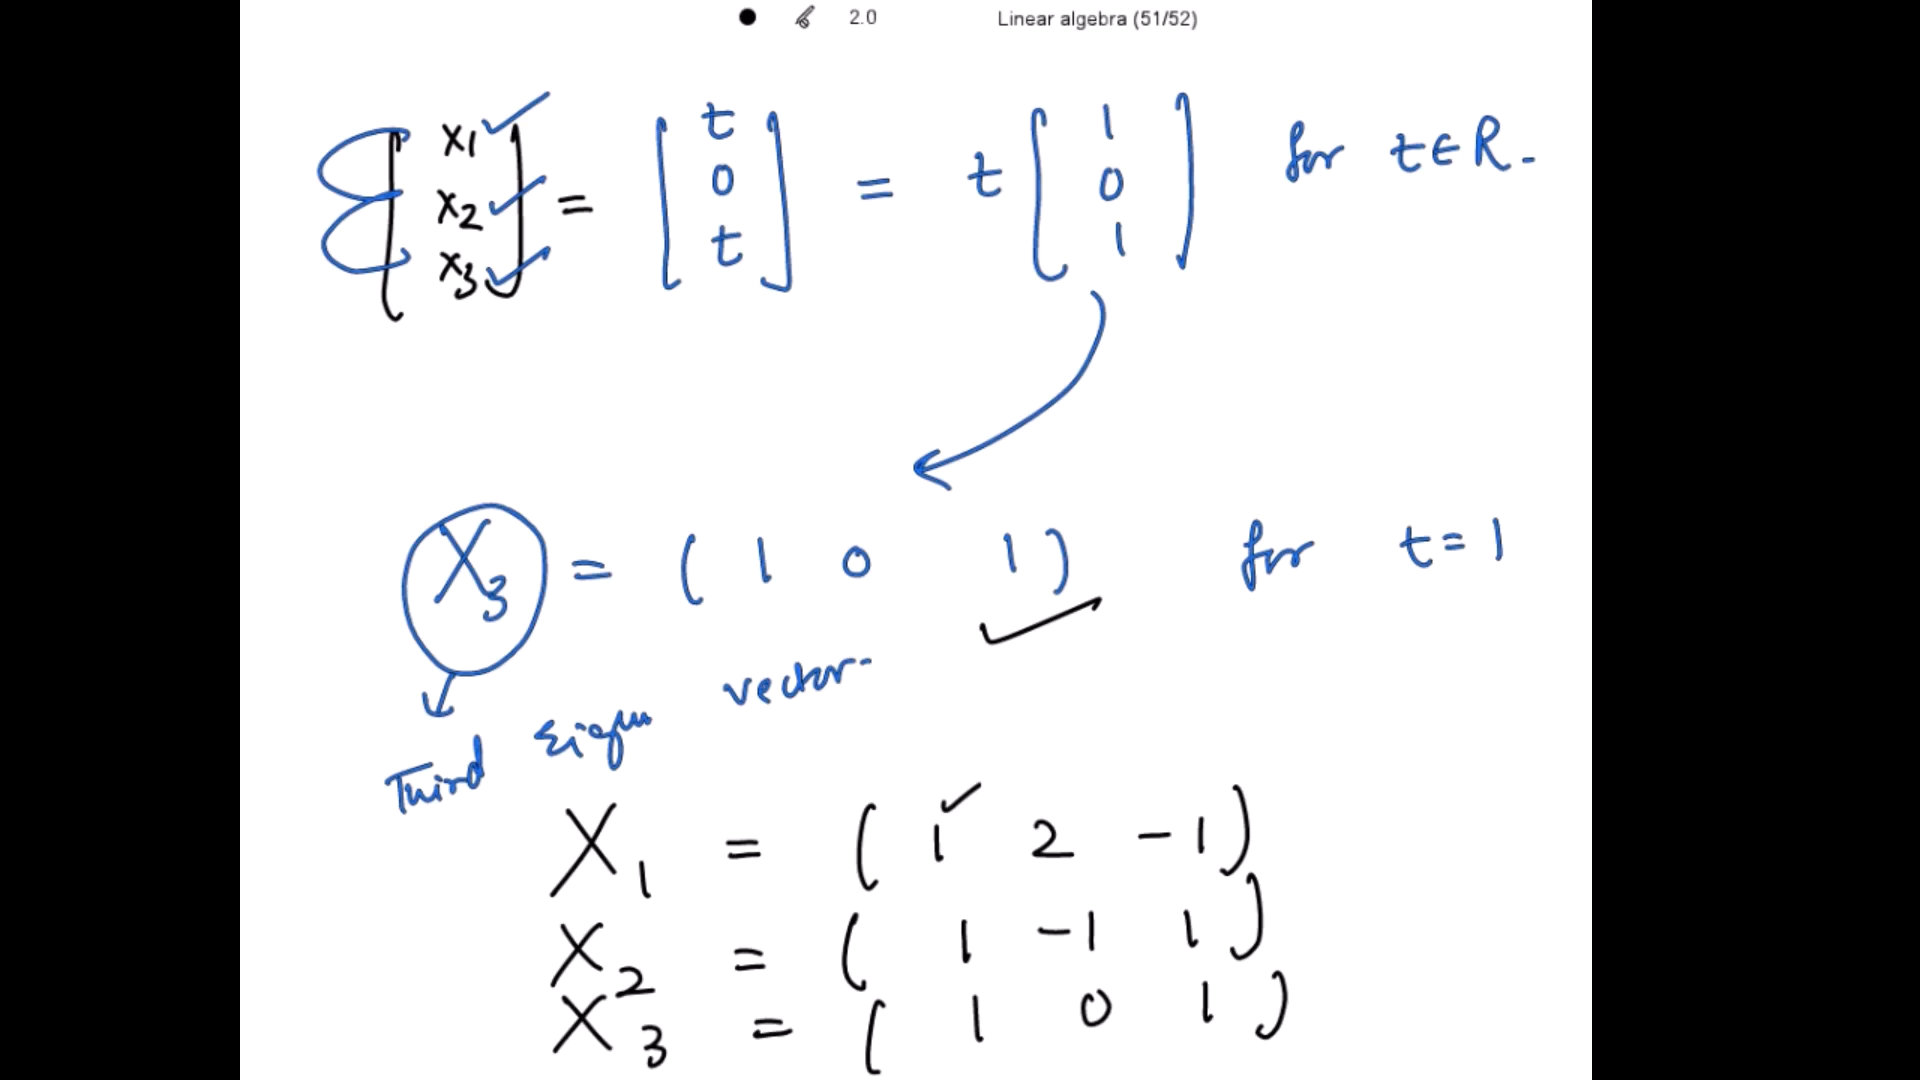 2.0 Linear algebra (51/52)
[ x1 x2 x3 ] = [ t 0 t ] = t [ 1 0 1 ] for t ∈ R.
X3 = ( 1 0 1 ) for t = 1
Third Eigen vector.
X1 = ( 1 2 -1 )
X2 = ( 1 -1 1 )
X3 = ( 1 0 1 )